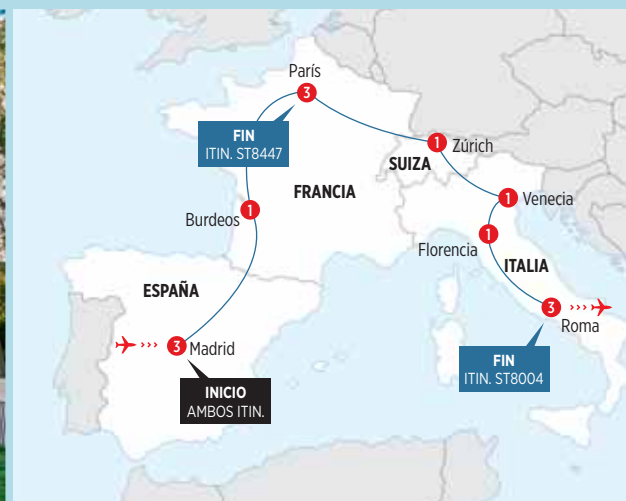 París
3
FIN
ITIN. ST8447
1
Zúrich
SUIZA
FRANCIA
1
Venecia
Burdeos
1
1
Florencia
ITALIA
ESPAÑA
3
Roma
3
Madrid
FIN
ITIN. ST8004
INICIO
AMBOS ITIN.